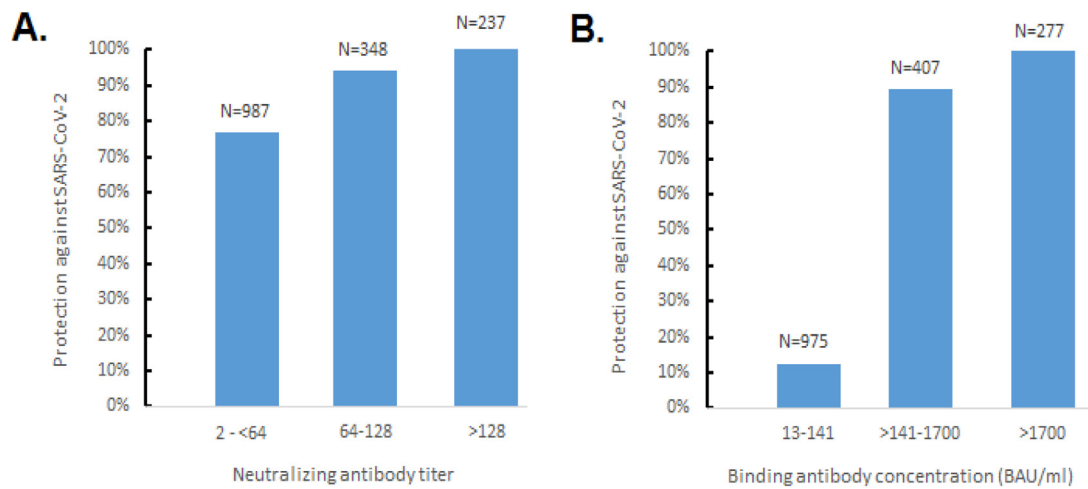 A.
N=237
100%
N=348
90%
N=987
80%
70%
60%
50%
40%
30%
20%
10%
0%
Protection against SARS-CoV-2
2 - <64
64-128
>128
Neutralizing antibody titer
B.
N=277
100%
N=407
90%
80%
70%
60%
50%
40%
30%
20%
N=975
10%
0%
Protection against SARS-CoV-2
13-141
>141-1700
>1700
Binding antibody concentration (BAU/ml)